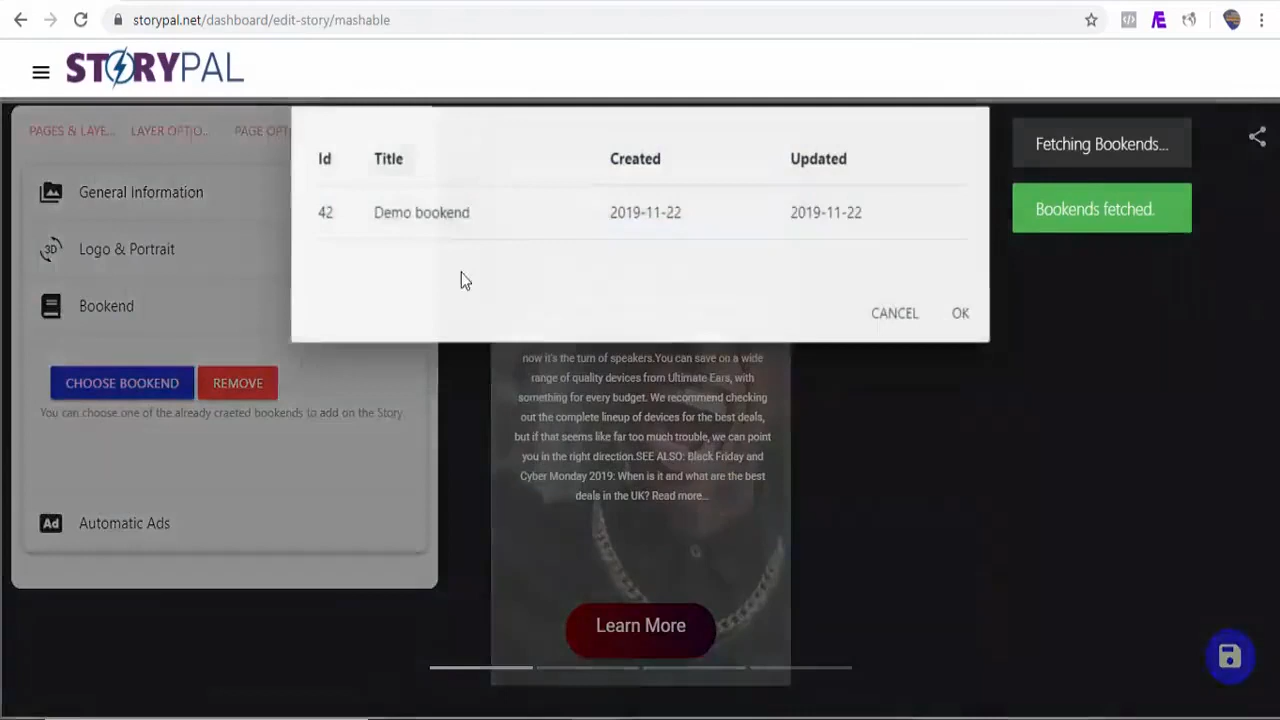 storypal.net/dashboard/edit-story/mashable
STORYPAL
PAGES & LAYE... LAYER OPTIO... PAGE OPTI
General Information
Logo & Portrait
3D
Bookend
CHOOSE BOOKEND REMOVE
You can choose one of the already craeted bookends to add on the Story
Ad Automatic Ads
Id Title Created Updated
42 Demo bookend 2019-11-22 2019-11-22
CANCEL OK
now it's the turn of speakers.You can save on a wide
range of quality devices from Ultimate Ears, with
something for every budget. We recommend checking
out the complete lineup of devices for the best deals,
but if that seems like far too much trouble, we can point
you in the right direction.SEE ALSO: Black Friday and
Cyber Monday 2019: When is it and what are the best
deals in the UK? Read more...
Learn More
Fetching Bookends...
Bookends fetched.